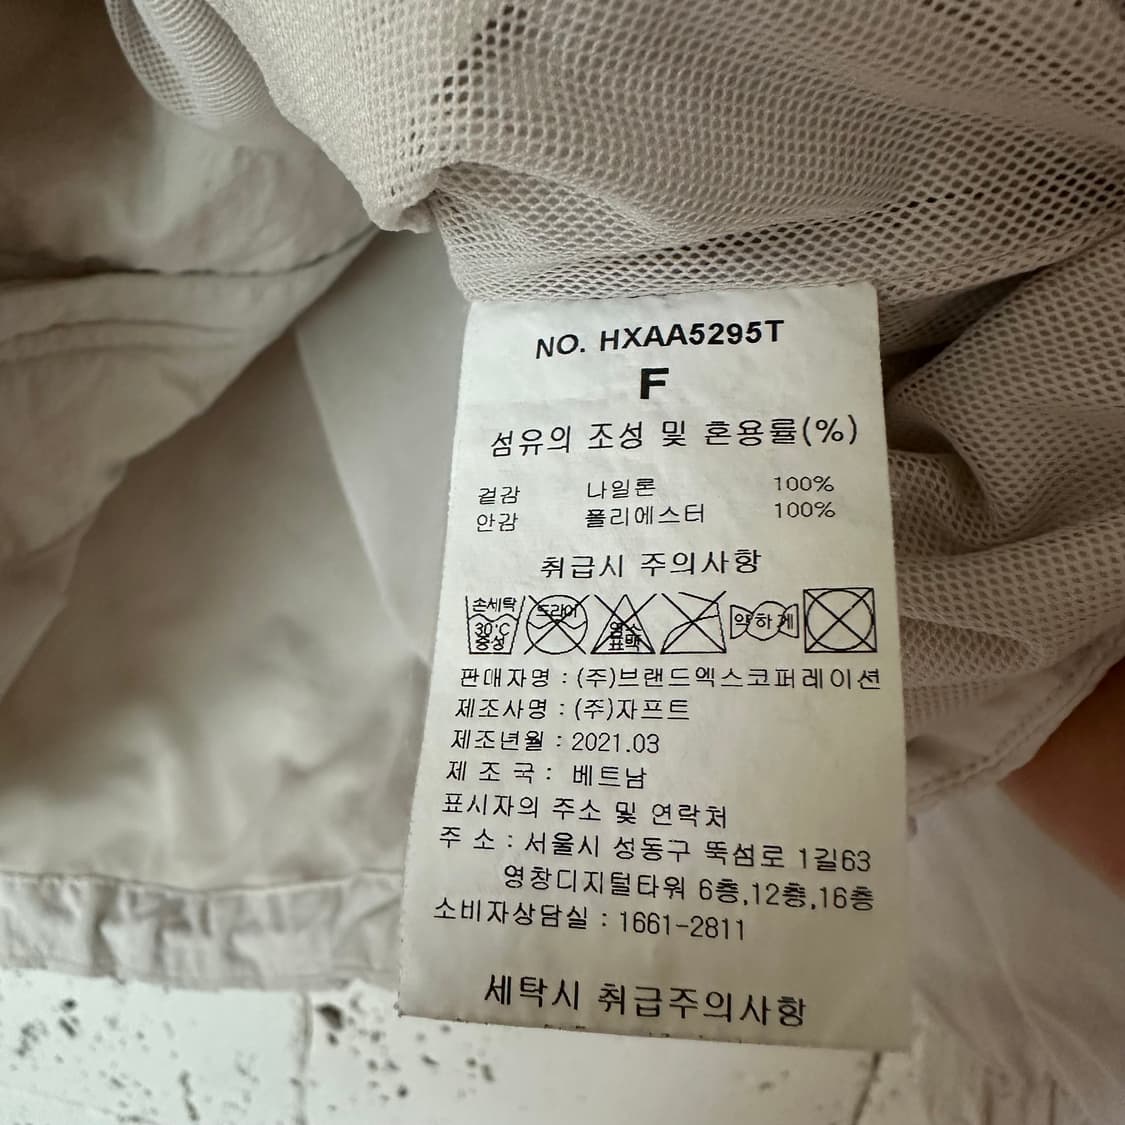 NO. HXAA5295T
F
섬유의 조성 및 혼용률(%)
겉감 나일론 100%
안감 폴리에스터 100%
취급시 주의사항
손세탁 30℃ 중성 드라이 염소 표백 약하게
판매자명 : (주)브랜드엑스코퍼레이션
제조사명 : (주)자프트
제조년월 : 2021.03
제 조 국 : 베트남
표시자의 주소 및 연락처
주 소 : 서울시 성동구 뚝섬로 1길63
영창디지털타워 6층,12층,16층
소비자상담실 : 1661-2811
세탁시 취급주의사항